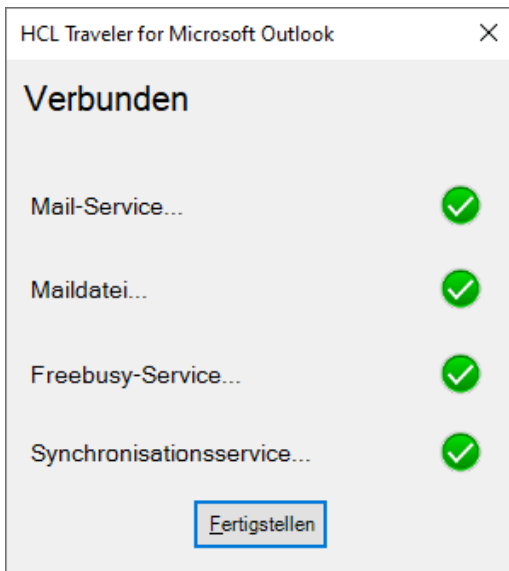 HCL Traveler for Microsoft Outlook
Verbunden
Mail-Service...
Maildatei...
Freebusy-Service...
Synchronisationsservice...
Fertigstellen